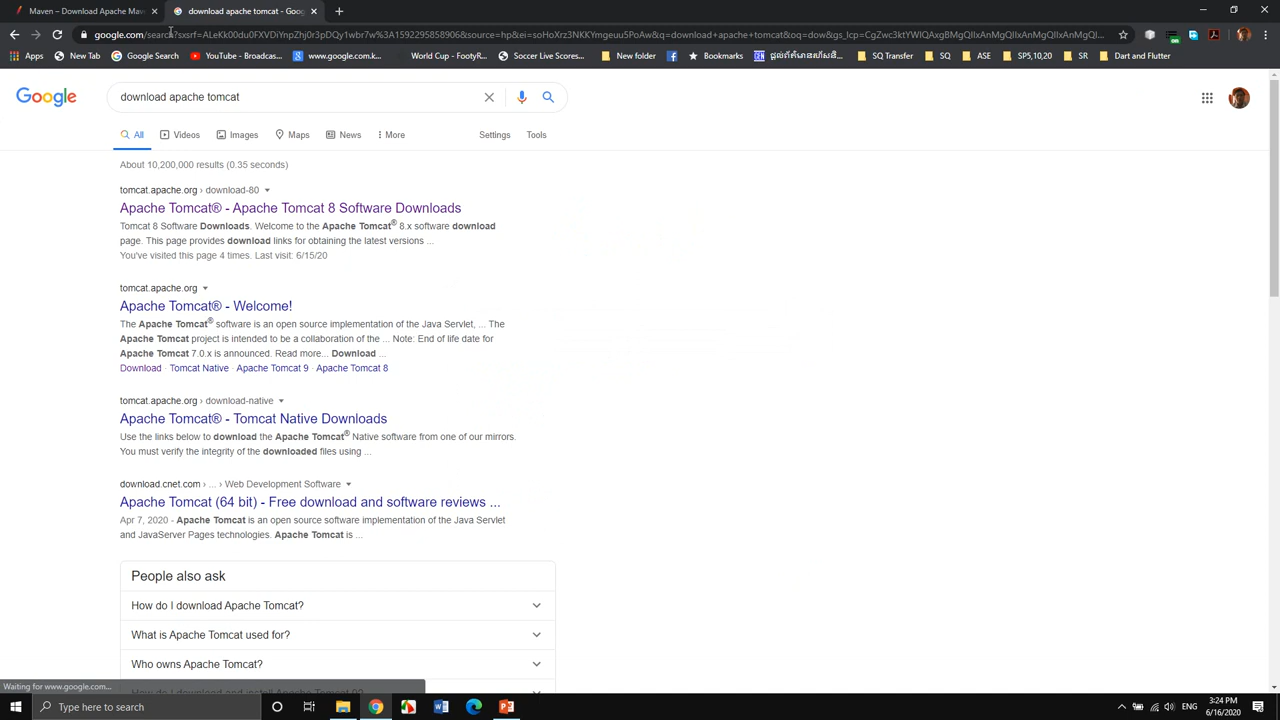 Maven – Download Apache Mav
download apache tomcat - Goo
google.com/search?sxsrf=ALeKk00du0FXVDiYnpZhj0r3pDQy1wbr7w%3A1592295858906&source=hp&ei=soHoXrz3NKKYmgeuu5PoAw&q=download+apache+tomcat&oq=dow&gs_lcp=CgZwc3ktYWIQAxgBMgQIIxAnMgQIIxAnMgQIIxAnMgUIABCRAjI...
Apps
New Tab
Google Search
YouTube - Broadca...
www.google.com.k...
World Cup - FootyR...
Soccer Live Scores...
New folder
Bookmarks
SQ Transfer
SQ
ASE
SP5,10,20
SR
Dart and Flutter
Google
download apache tomcat
All Videos Images Maps News More Settings Tools
About 10,200,000 results (0.35 seconds)
tomcat.apache.org › download-80
Apache Tomcat® - Apache Tomcat 8 Software Downloads
Tomcat 8 Software Downloads. Welcome to the Apache Tomcat® 8.x software download
page. This page provides download links for obtaining the latest versions ...
You've visited this page 4 times. Last visit: 6/15/20
tomcat.apache.org
Apache Tomcat® - Welcome!
The Apache Tomcat® software is an open source implementation of the Java Servlet, ... The
Apache Tomcat project is intended to be a collaboration of the ... Note: End of life date for
Apache Tomcat 7.0.x is announced. Read more... Download ...
Download · Tomcat Native · Apache Tomcat 9 · Apache Tomcat 8
tomcat.apache.org › download-native
Apache Tomcat® - Tomcat Native Downloads
Use the links below to download the Apache Tomcat® Native software from one of our mirrors.
You must verify the integrity of the downloaded files using ...
download.cnet.com › ... › Web Development Software
Apache Tomcat (64 bit) - Free download and software reviews ...
Apr 7, 2020 - Apache Tomcat is an open source software implementation of the Java Servlet
and JavaServer Pages technologies. Apache Tomcat is ...
People also ask
How do I download Apache Tomcat?
What is Apache Tomcat used for?
Who owns Apache Tomcat?
How do I download and install Apache Tomcat 9?
Waiting for www.google.com...
Type here to search
ENG
3:24 PM
6/16/2020